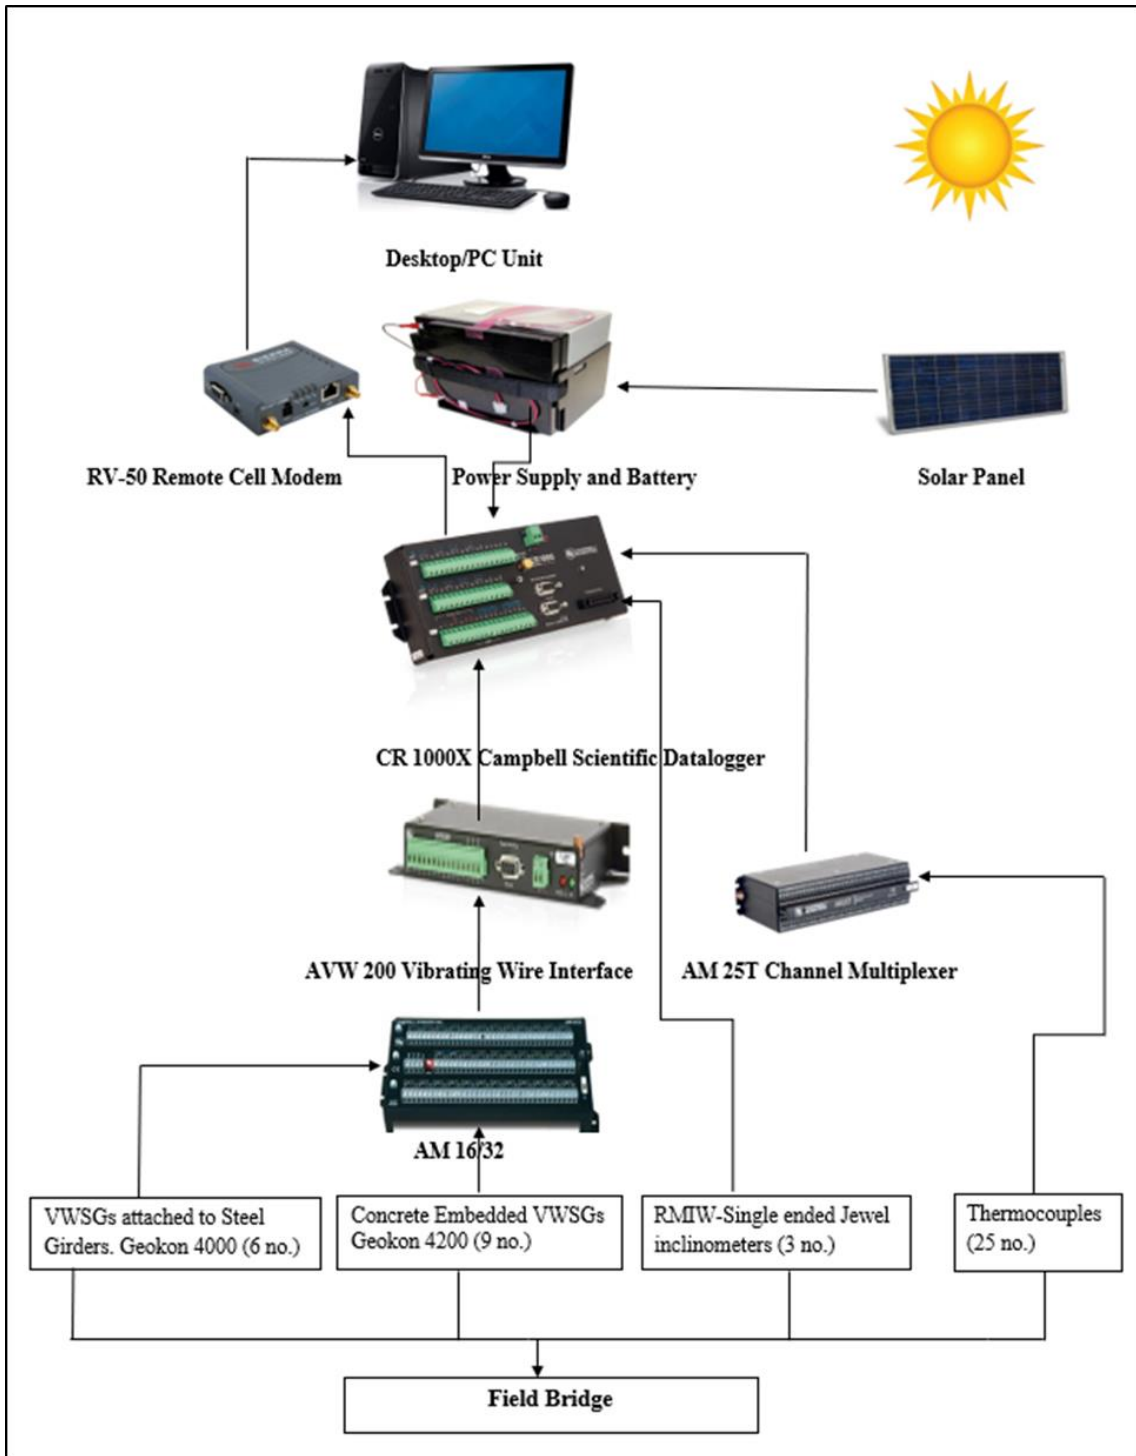 Desktop/PC Unit
RV-50 Remote Cell Modem
Power Supply and Battery
Solar Panel
CR 1000X Campbell Scientific Datalogger
AVW 200 Vibrating Wire Interface
AM 25T Channel Multiplexer
AM 16/32
VWSGs attached to Steel
Girders. Geokon 4000 (6 no.)
Concrete Embedded VWSGs
Geokon 4200 (9 no.)
RMIW-Single ended Jewel
inclinometers (3 no.)
Thermocouples
(25 no.)
Field Bridge